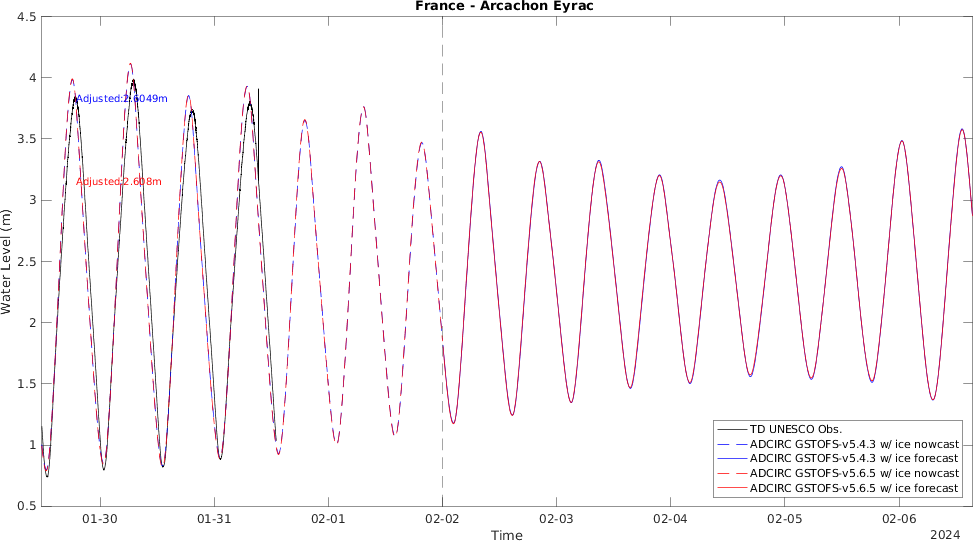 France - Arcachon Eyrac
4.5
4
3.5
3
2.5
2
1.5
1
0.5
Water Level (m)
Adjusted:2.6049m
Adjusted:2.608m
TD UNESCO Obs.
ADCIRC GSTOFS-v5.4.3 w/ ice nowcast
ADCIRC GSTOFS-v5.4.3 w/ ice forecast
ADCIRC GSTOFS-v5.6.5 w/ ice nowcast
ADCIRC GSTOFS-v5.6.5 w/ ice forecast
01-30 01-31 02-01 02-02 02-03 02-04 02-05 02-06
Time
2024